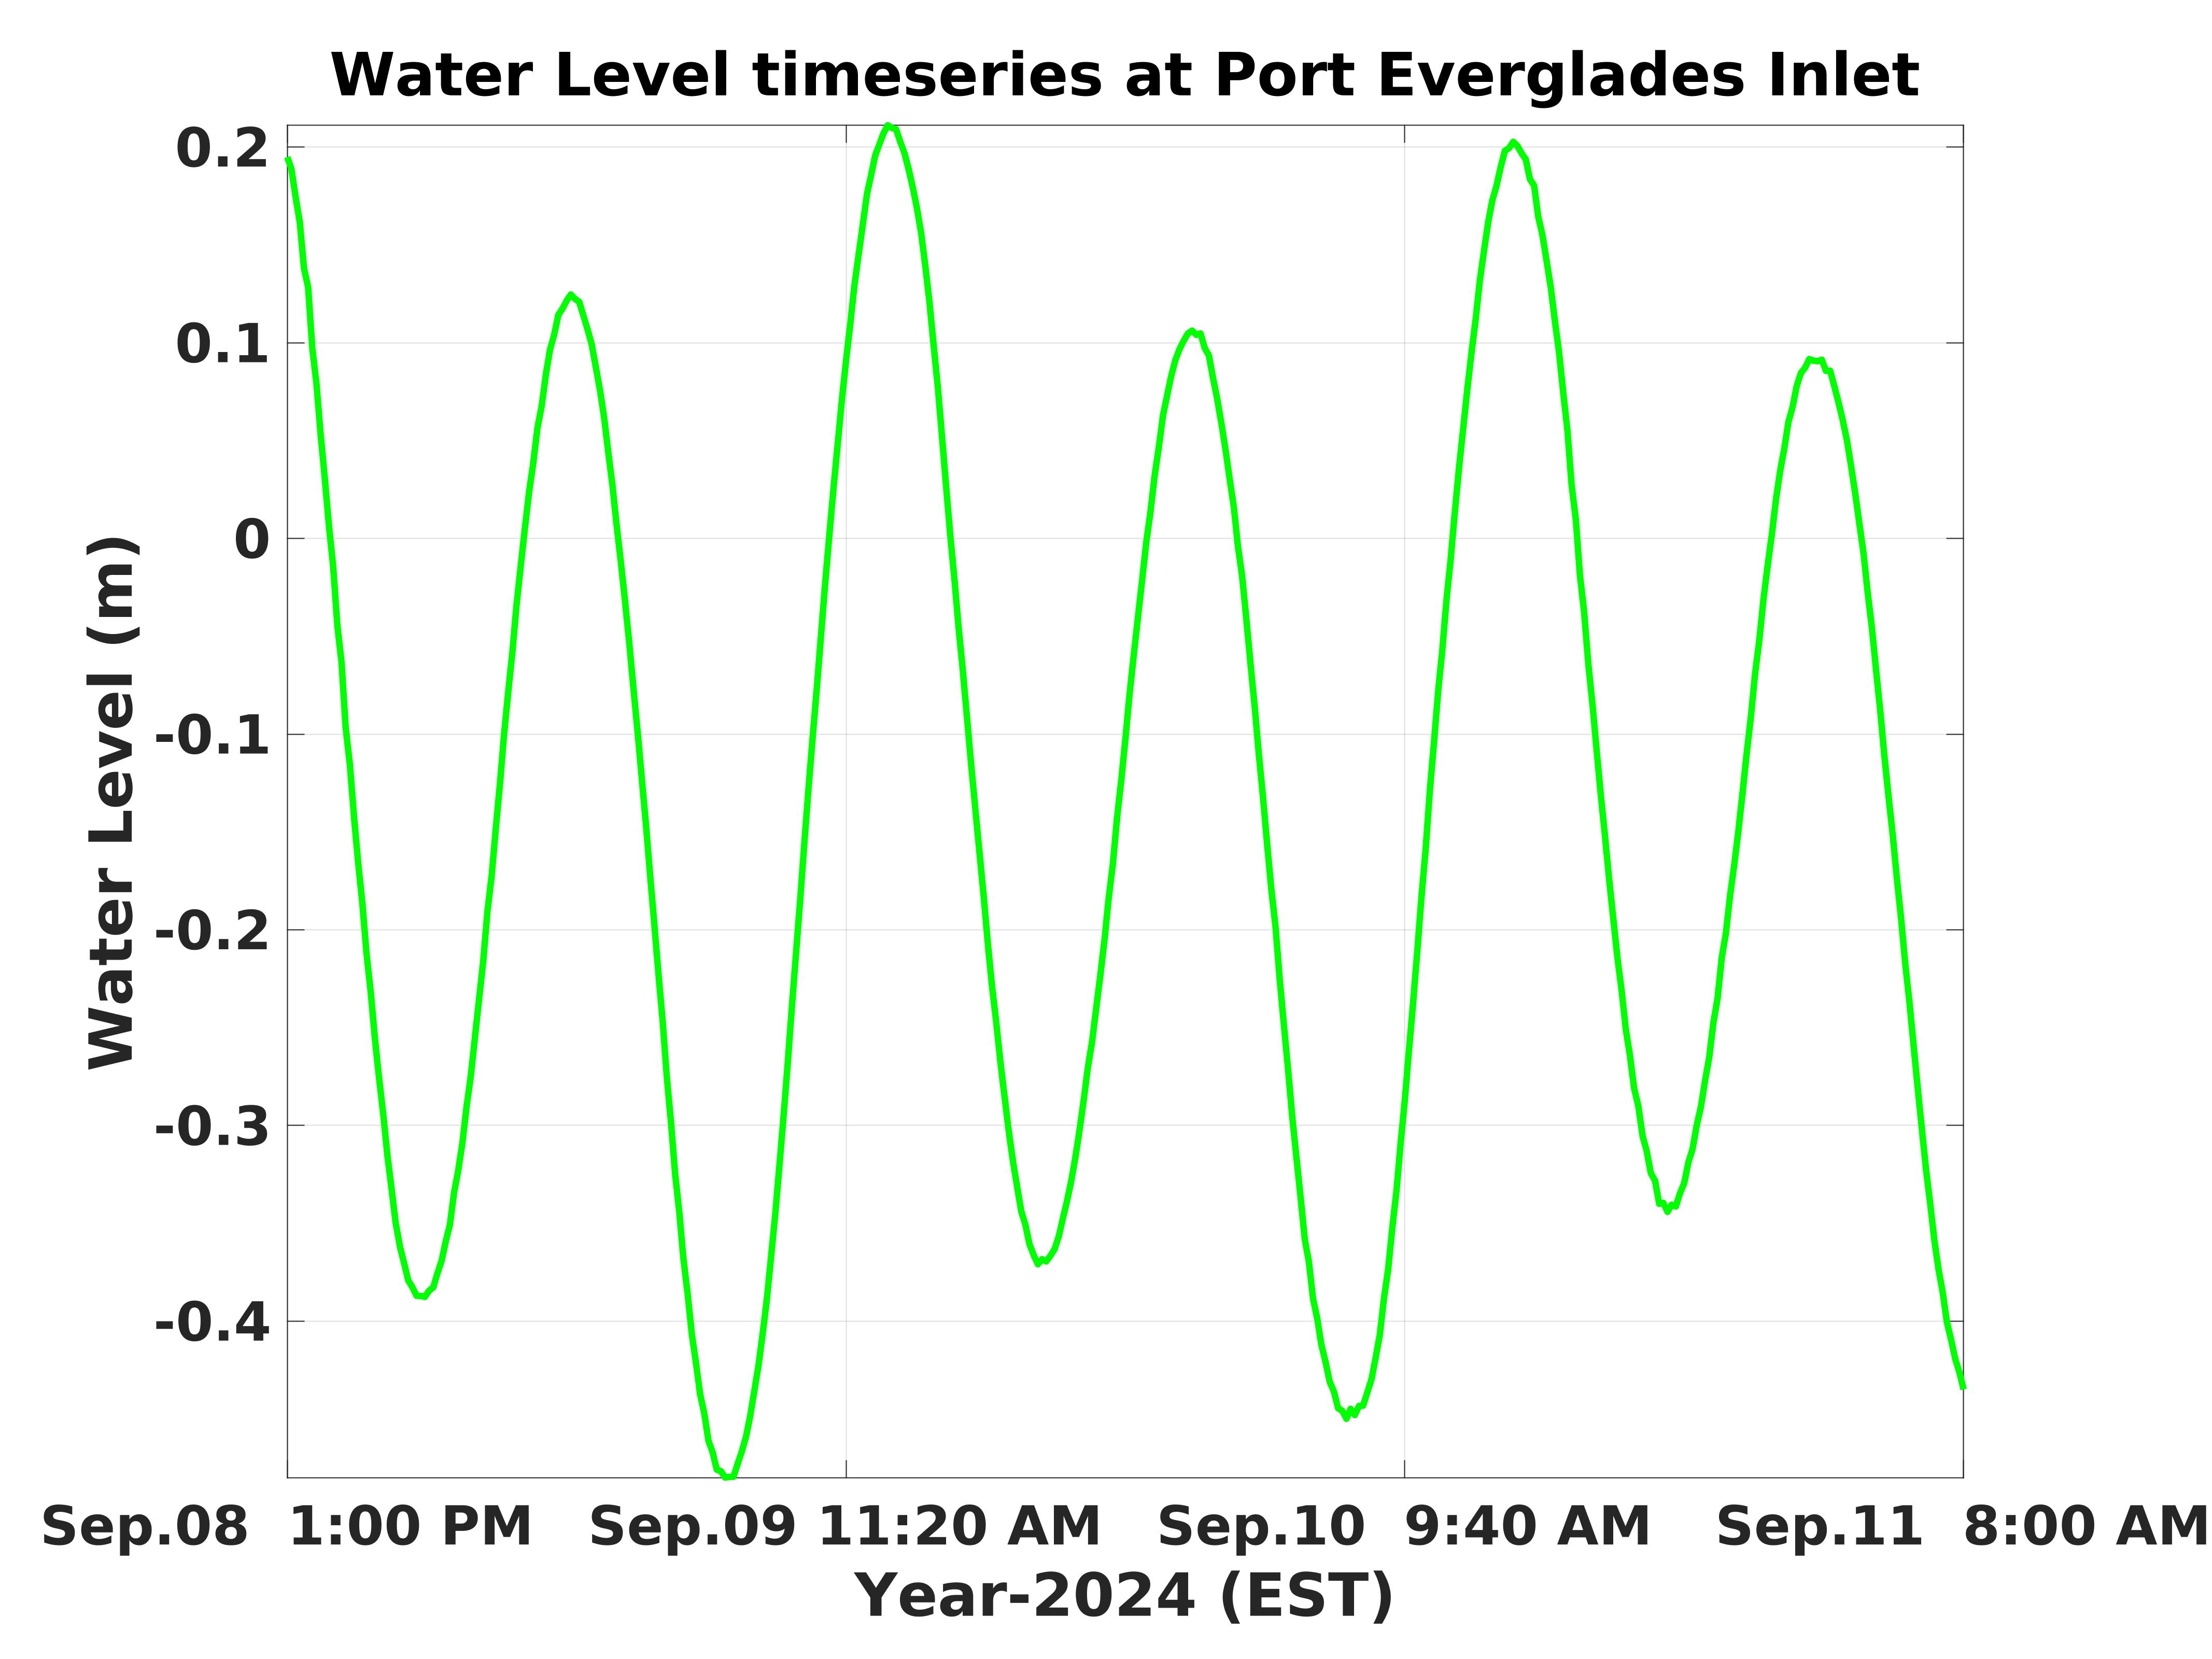 Water Level timeseries at Port Everglades Inlet
Water Level (m)
0.2
0.1
0
-0.1
-0.2
-0.3
-0.4
Sep.08 1:00 PM
Sep.09 11:20 AM
Sep.10 9:40 AM
Sep.11 8:00 AM
Year-2024 (EST)